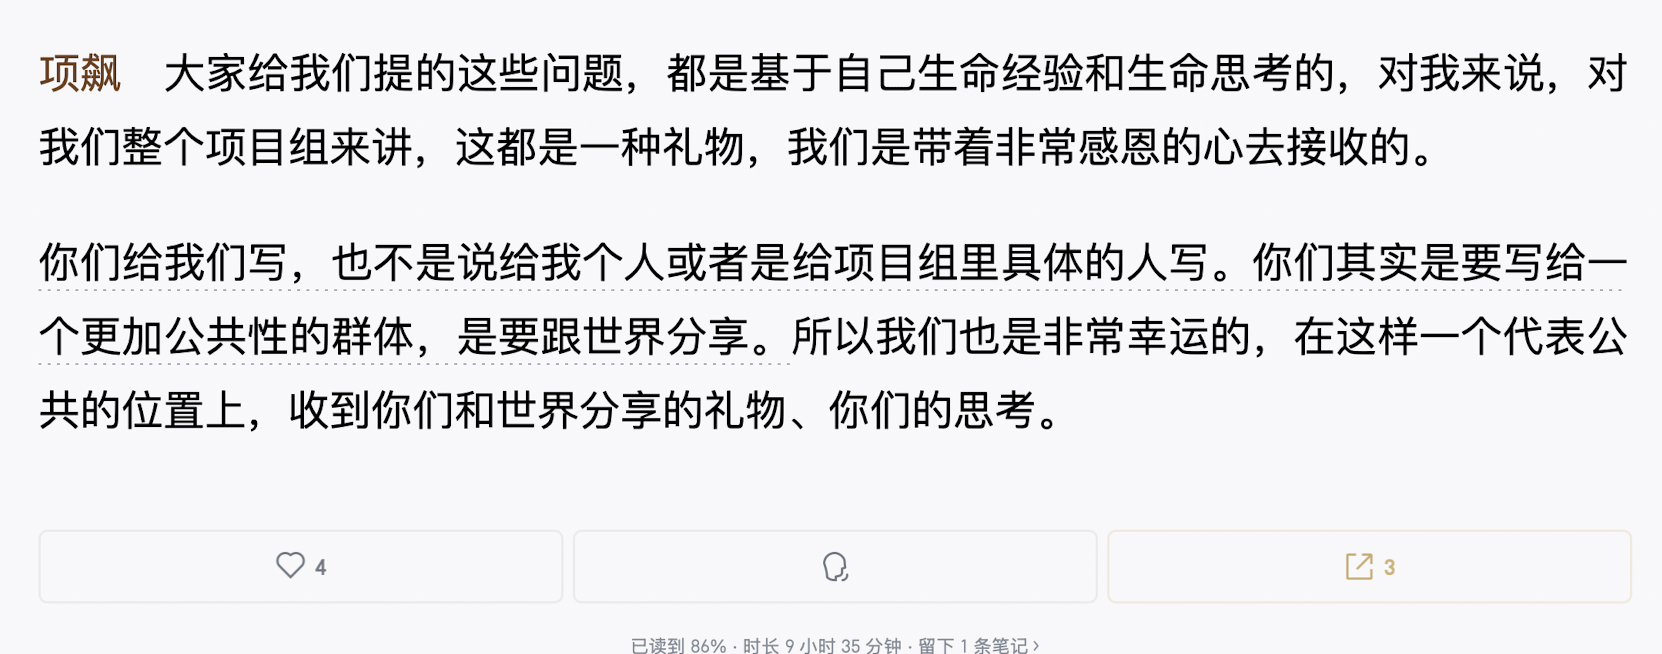 项飙　大家给我们提的这些问题，都是基于自己生命经验和生命思考的，对我来说，对
我们整个项目组来讲，这都是一种礼物，我们是带着非常感恩的心去接收的。
你们给我们写，也不是说给我个人或者是给项目组里具体的人写。你们其实是要写给一
个更加公共性的群体，是要跟世界分享。所以我们也是非常幸运的，在这样一个代表公
共的位置上，收到你们和世界分享的礼物、你们的思考。
4
3
已读到 86% · 时长 9 小时 35 分钟 · 留下 1 条笔记 ›